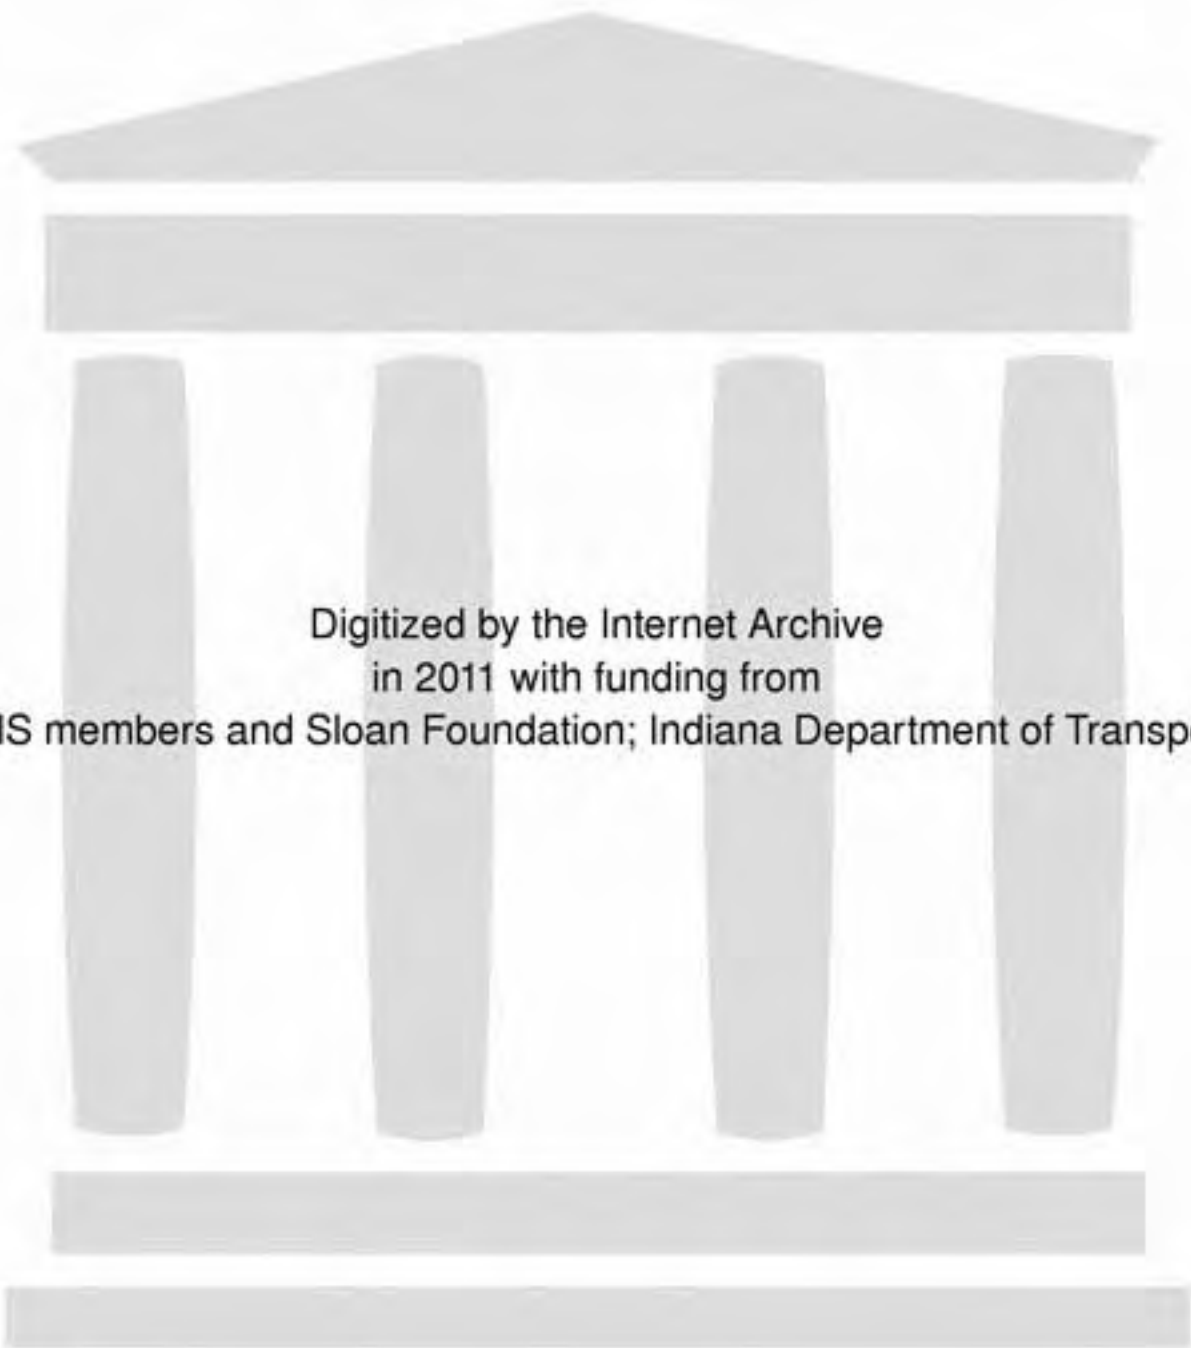 Digitized by the Internet Archive
in 2011 with funding from
members and Sloan Foundation; Indiana Department of